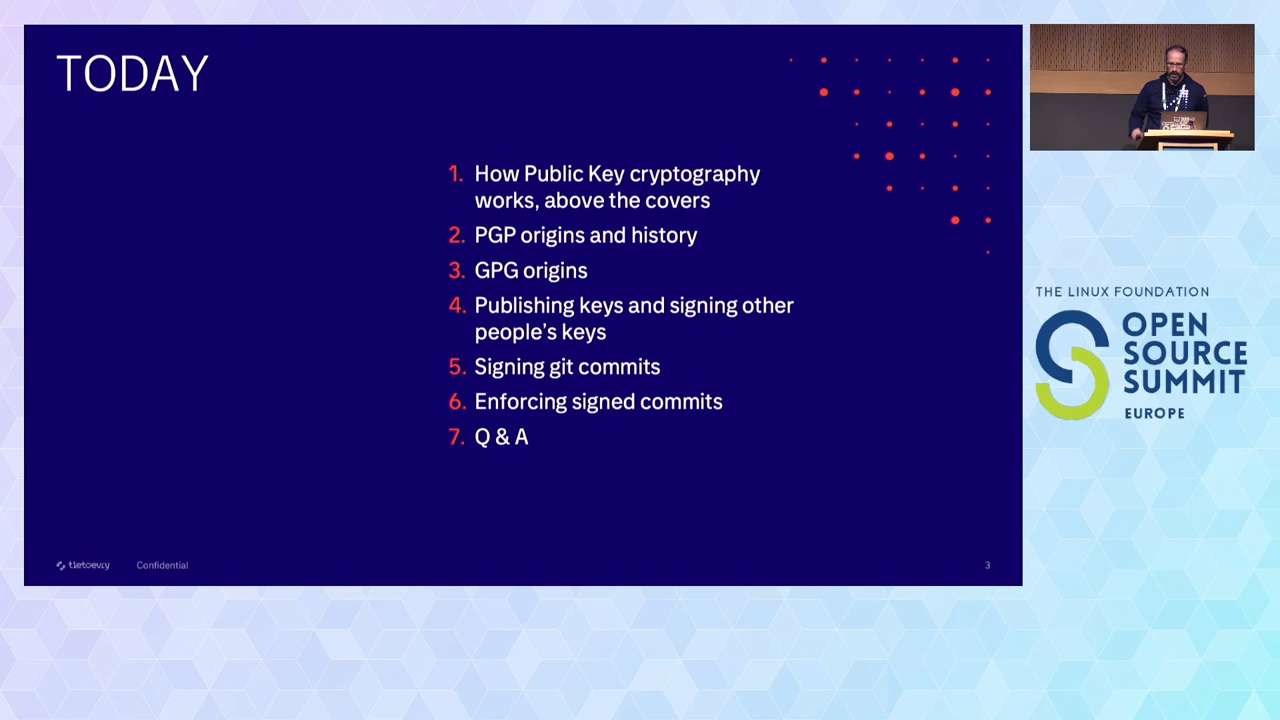 TODAY
1. How Public Key cryptography
works, above the covers
2. PGP origins and history
3. GPG origins
4. Publishing keys and signing other
people's keys
5. Signing git commits
6. Enforcing signed commits
7. Q & A
tietoevry
Confidential
3
THE LINUX FOUNDATION
OPEN
SOURCE
SUMMIT
EUROPE